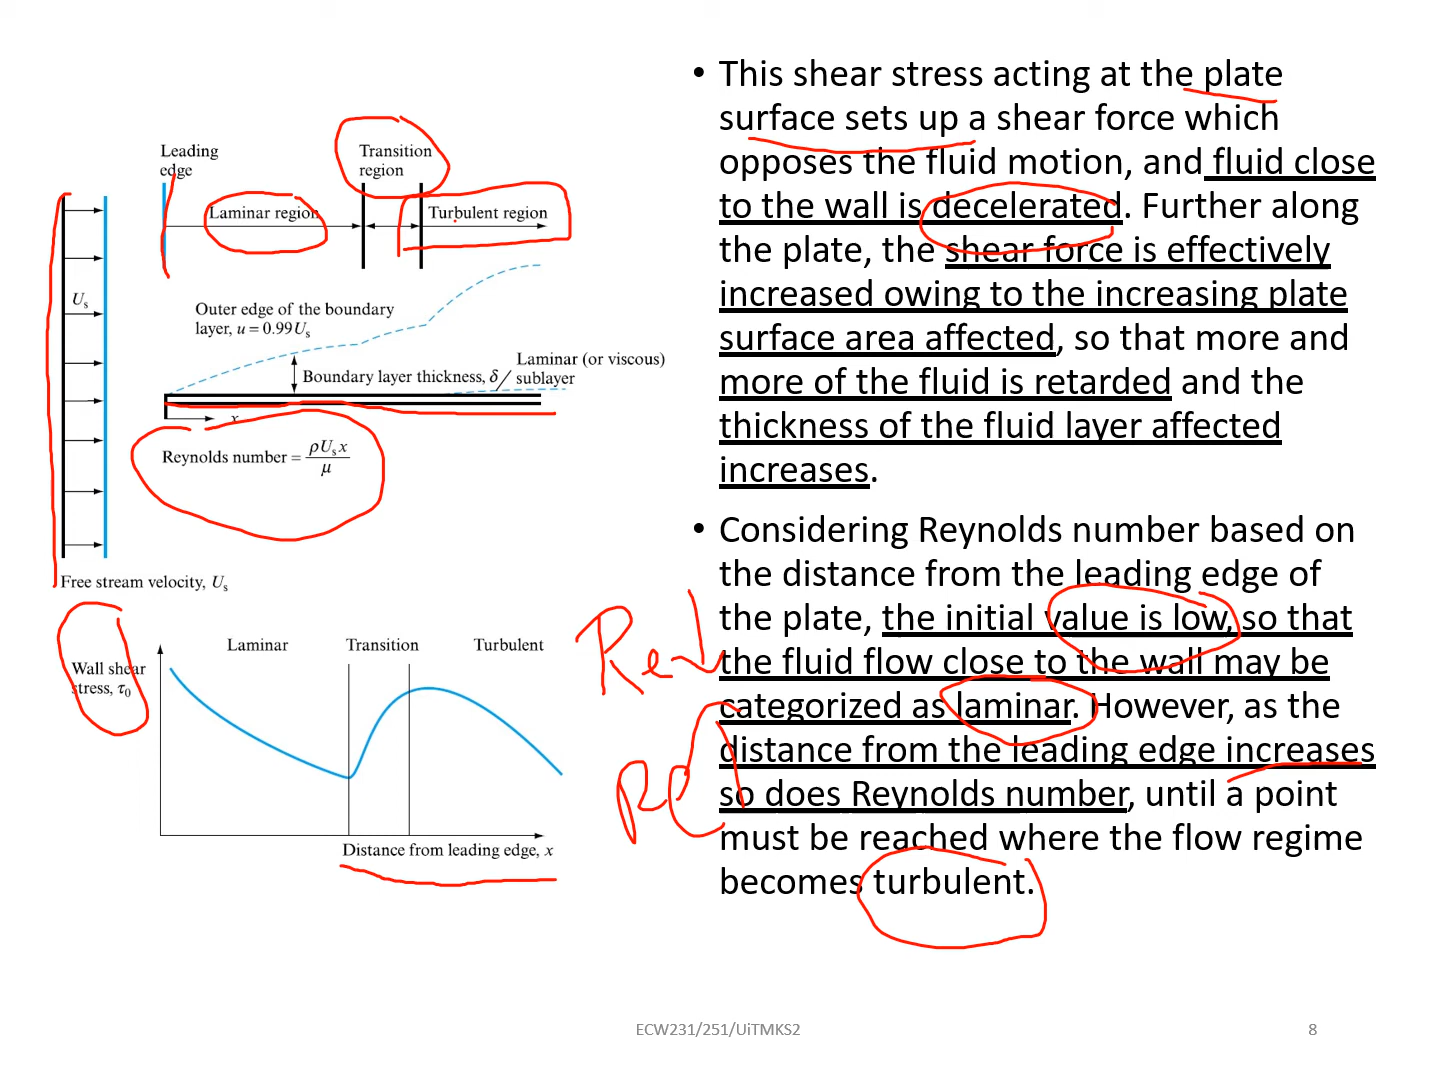 Leading
edge
Transition
region
Laminar region
Turbulent region
Us
Outer edge of the boundary
layer, u = 0.99Us
Boundary layer thickness, δ
Laminar (or viscous)
sublayer
x
Reynolds number = ρUsx / μ
Free stream velocity, Us
Wall shear
stress, τ0
Laminar
Transition
Turbulent
Distance from leading edge, x
• This shear stress acting at the plate
surface sets up a shear force which
opposes the fluid motion, and fluid close
to the wall is decelerated. Further along
the plate, the shear force is effectively
increased owing to the increasing plate
surface area affected, so that more and
more of the fluid is retarded and the
thickness of the fluid layer affected
increases.
• Considering Reynolds number based on
the distance from the leading edge of
the plate, the initial value is low, so that
the fluid flow close to the wall may be
categorized as laminar. However, as the
distance from the leading edge increases
so does Reynolds number, until a point
must be reached where the flow regime
becomes turbulent.
Re
ECW231/251/UiTMKS2
8